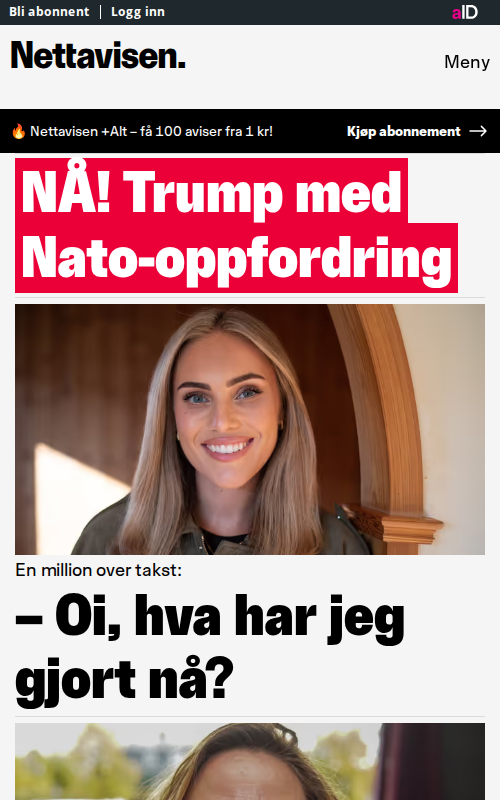 Bli abonnent | Logg inn
aID
Nettavisen.
Meny
🔥 Nettavisen +Alt – få 100 aviser fra 1 kr!
Kjøp abonnement →
NÅ! Trump med
Nato-oppfordring
En million over takst:
– Oi, hva har jeg
gjort nå?